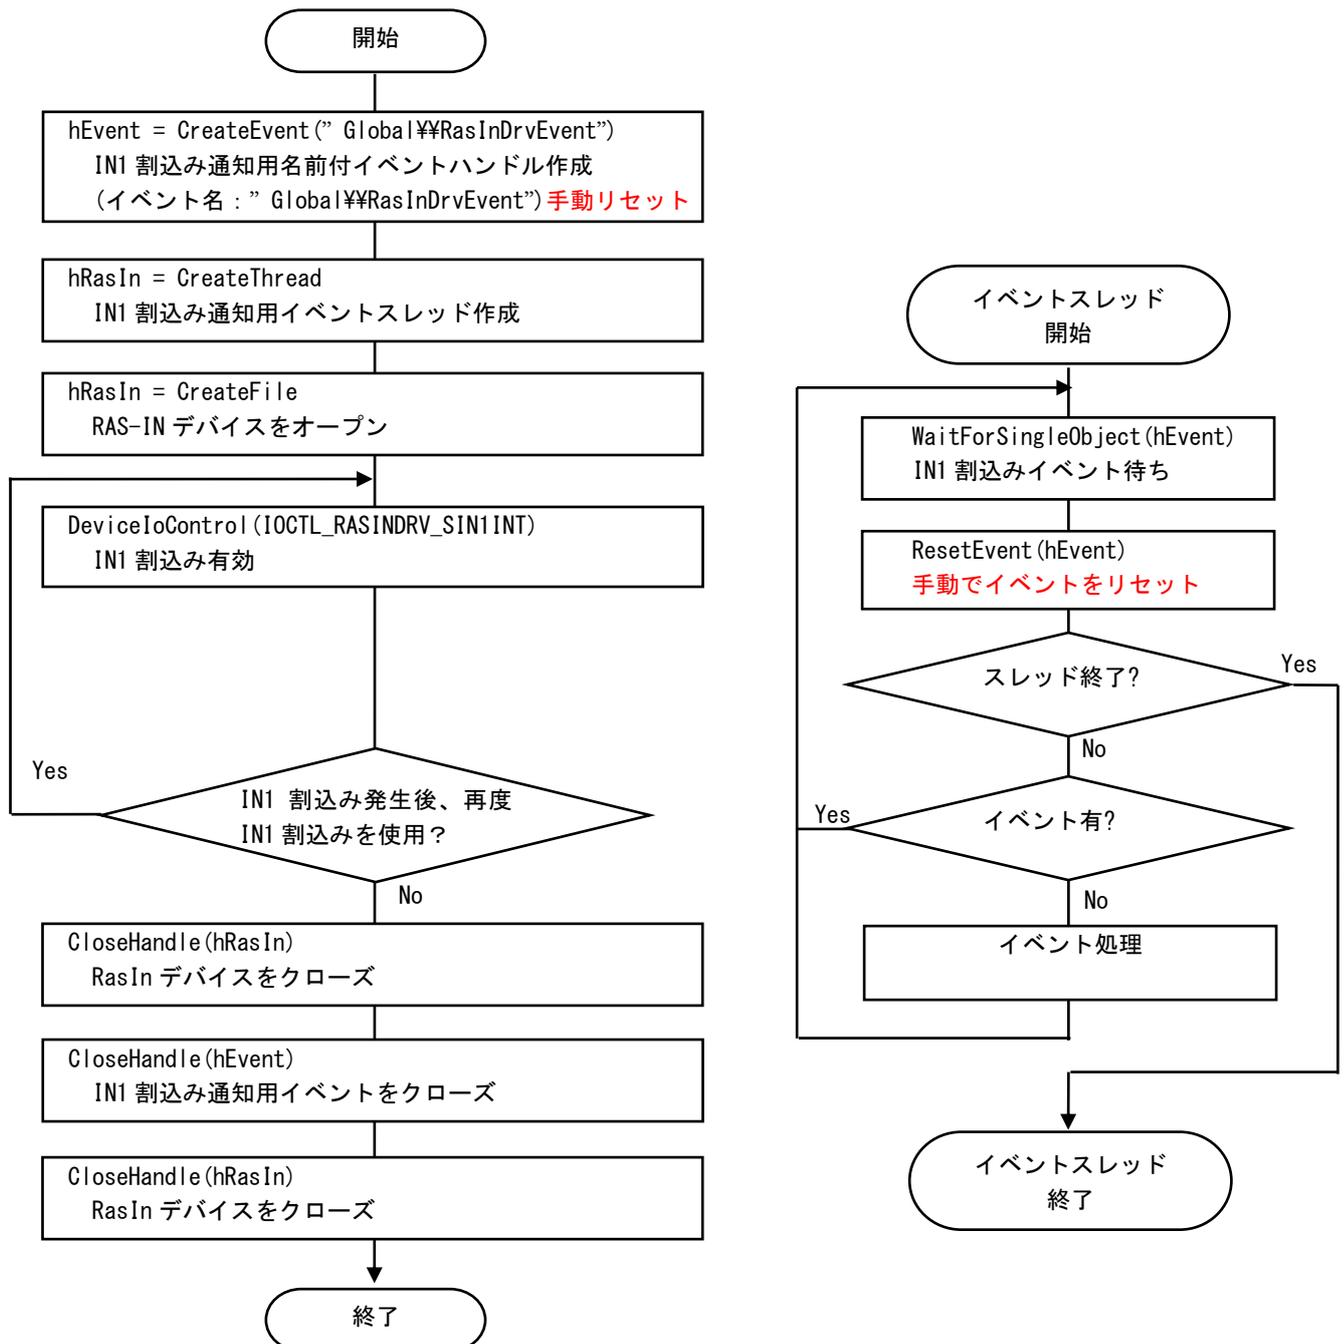 開始
hEvent = CreateEvent(” Global¥¥RasInDrvEvent”)
IN1 割込み通知用名前付イベントハンドル作成
(イベント名：” Global¥¥RasInDrvEvent”)手動リセット
hRasIn = CreateThread
IN1 割込み通知用イベントスレッド作成
hRasIn = CreateFile
RAS-IN デバイスをオープン
DeviceIoControl(IOCTL_RASINDRV_SIN1INT)
IN1 割込み有効
Yes
IN1 割込み発生後、再度
IN1 割込みを使用？
No
CloseHandle(hRasIn)
RasIn デバイスをクローズ
CloseHandle(hEvent)
IN1 割込み通知用イベントをクローズ
CloseHandle(hRasIn)
RasIn デバイスをクローズ
終了
イベントスレッド
開始
WaitForSingleObject(hEvent)
IN1 割込みイベント待ち
ResetEvent(hEvent)
手動でイベントをリセット
スレッド終了?
Yes
No
イベント有?
Yes
No
イベント処理
イベントスレッド
終了